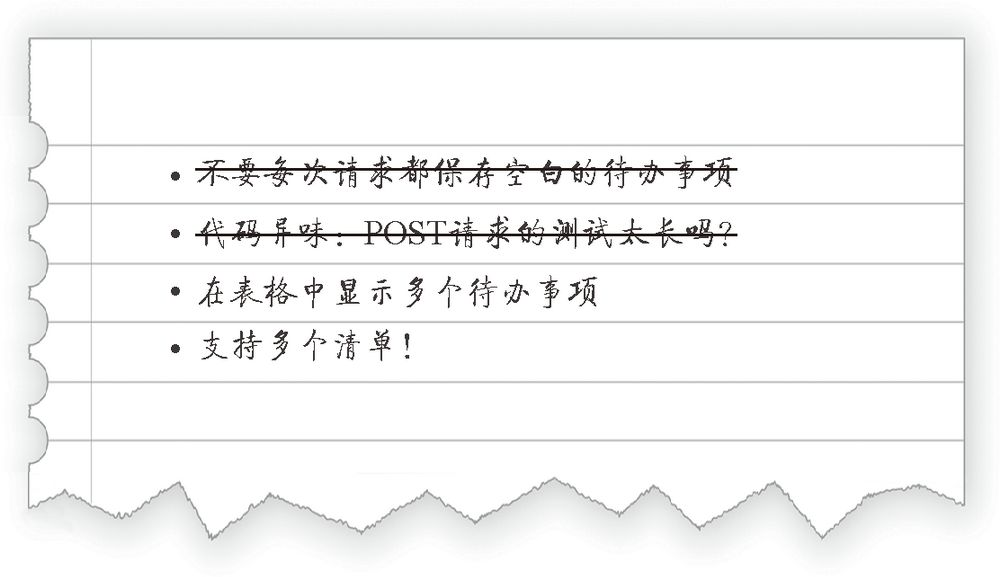 • 不要每次请求都保存空白的待办事项
• 代码异味：POST请求的测试太长吗？
• 在表格中显示多个待办事项
• 支持多个清单！